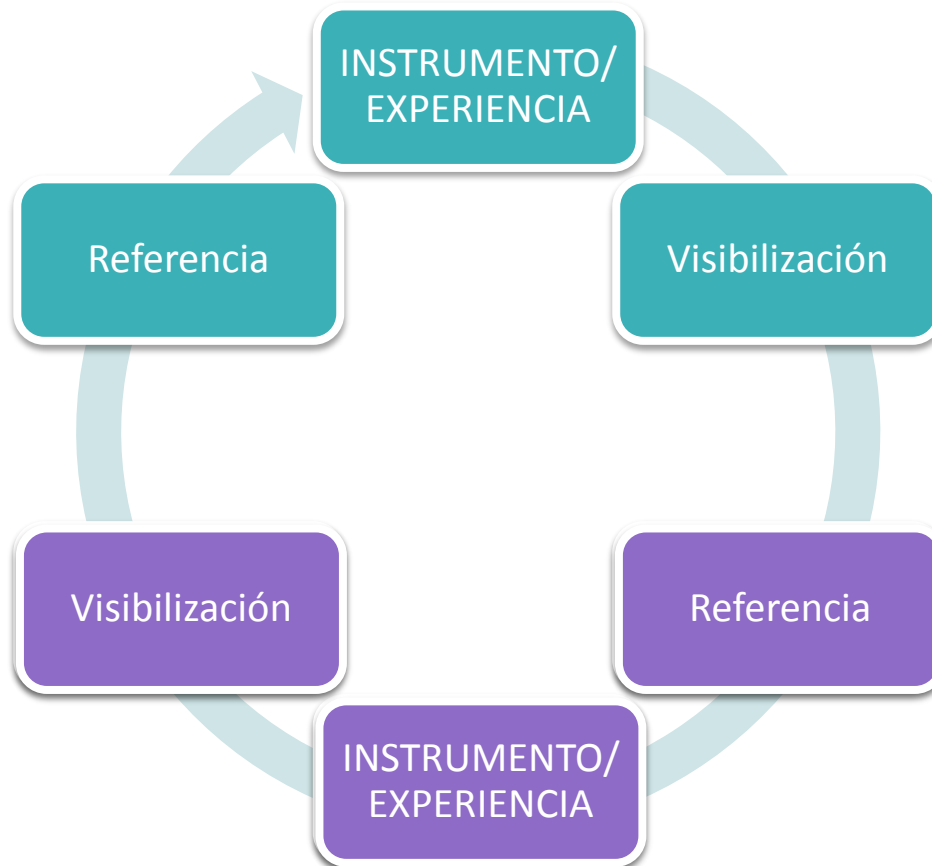 INSTRUMENTO/
EXPERIENCIA
Referencia
Visibilización
Visibilización
Referencia
INSTRUMENTO/
EXPERIENCIA